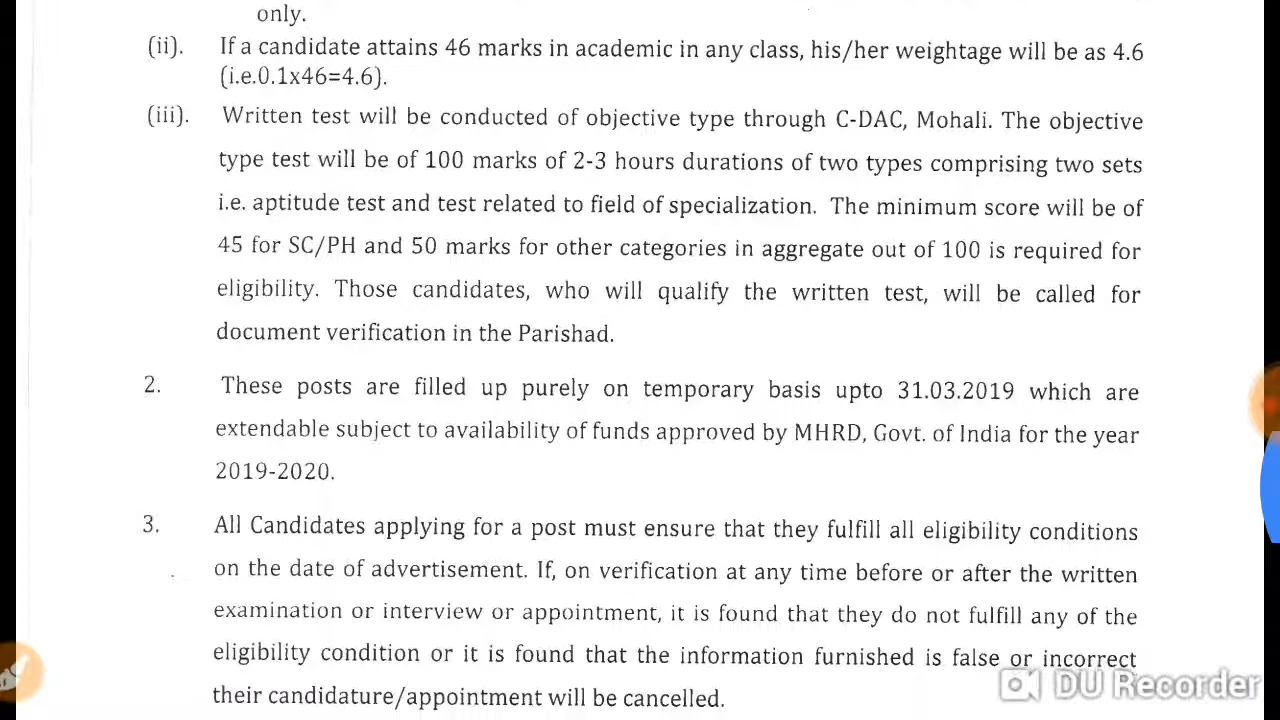 only.
(ii). If a candidate attains 46 marks in academic in any class, his/her weightage will be as 4.6
(i.e.0.1x46=4.6).
(iii). Written test will be conducted of objective type through C-DAC, Mohali. The objective
type test will be of 100 marks of 2-3 hours durations of two types comprising two sets
i.e. aptitude test and test related to field of specialization. The minimum score will be of
45 for SC/PH and 50 marks for other categories in aggregate out of 100 is required for
eligibility. Those candidates, who will qualify the written test, will be called for
document verification in the Parishad.
2. These posts are filled up purely on temporary basis upto 31.03.2019 which are
extendable subject to availability of funds approved by MHRD, Govt. of India for the year
2019-2020.
3. All Candidates applying for a post must ensure that they fulfill all eligibility conditions
on the date of advertisement. If, on verification at any time before or after the written
examination or interview or appointment, it is found that they do not fulfill any of the
eligibility condition or it is found that the information furnished is false or incorrect
their candidature/appointment will be cancelled.
DU Recorder